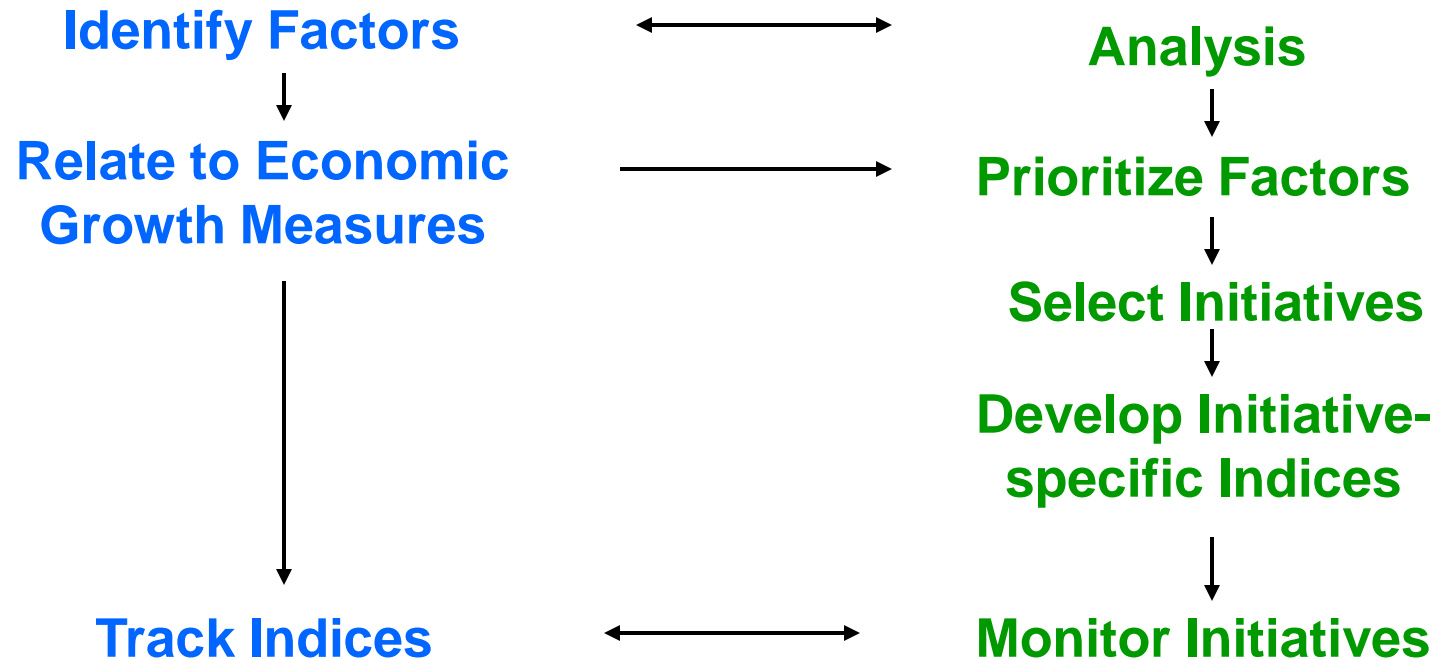 Identify Factors
Analysis
Relate to Economic
Growth Measures
Prioritize Factors
Select Initiatives
Develop Initiative-
specific Indices
Track Indices
Monitor Initiatives